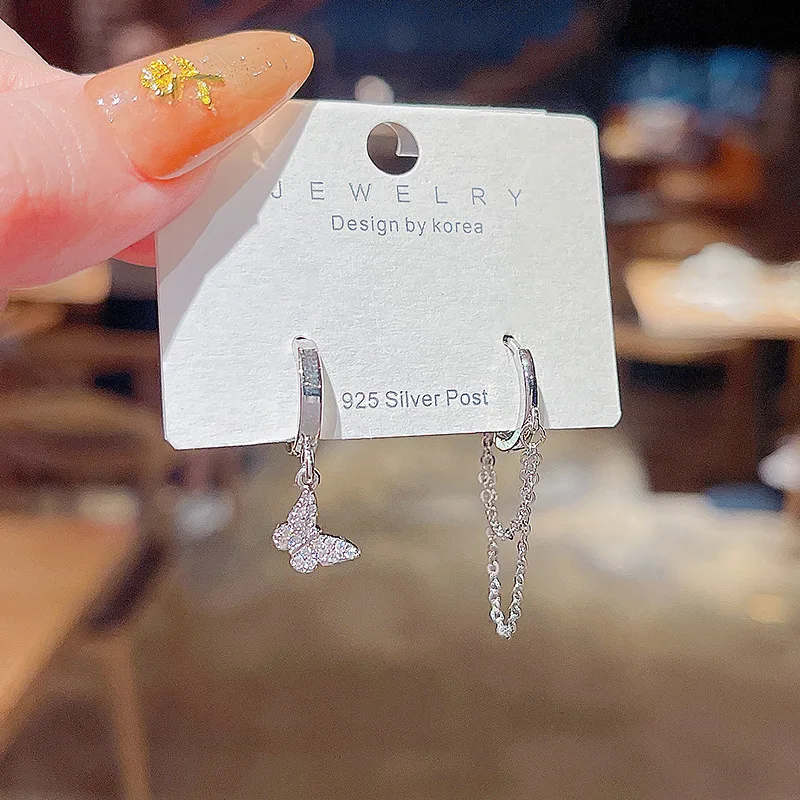 JEWELRY
Design by korea
925 Silver Post